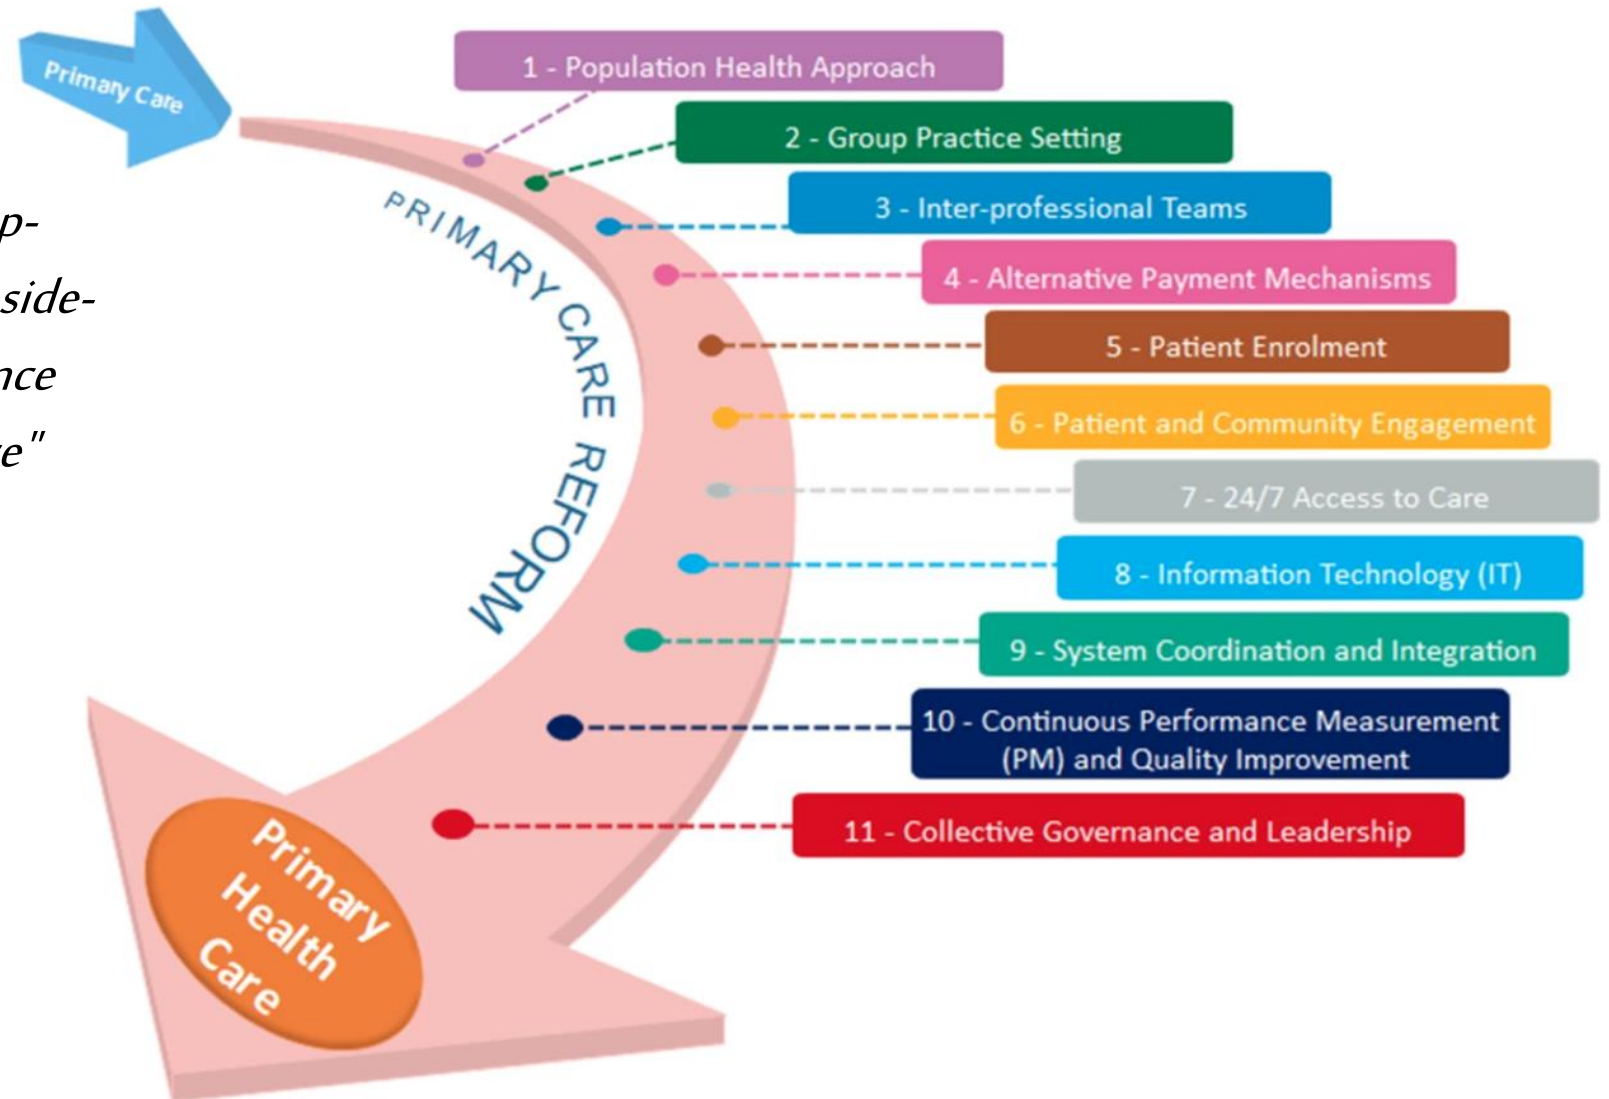 Primary Care
1 - Population Health Approach
2 - Group Practice Setting
3 - Inter-professional Teams
4 - Alternative Payment Mechanisms
5 - Patient Enrolment
6 - Patient and Community Engagement
7 - 24/7 Access to Care
8 - Information Technology (IT)
9 - System Coordination and Integration
10 - Continuous Performance Measurement
(PM) and Quality Improvement
11 - Collective Governance and Leadership
PRIMARY CARE REFORM
side-
Primary
Health
Care